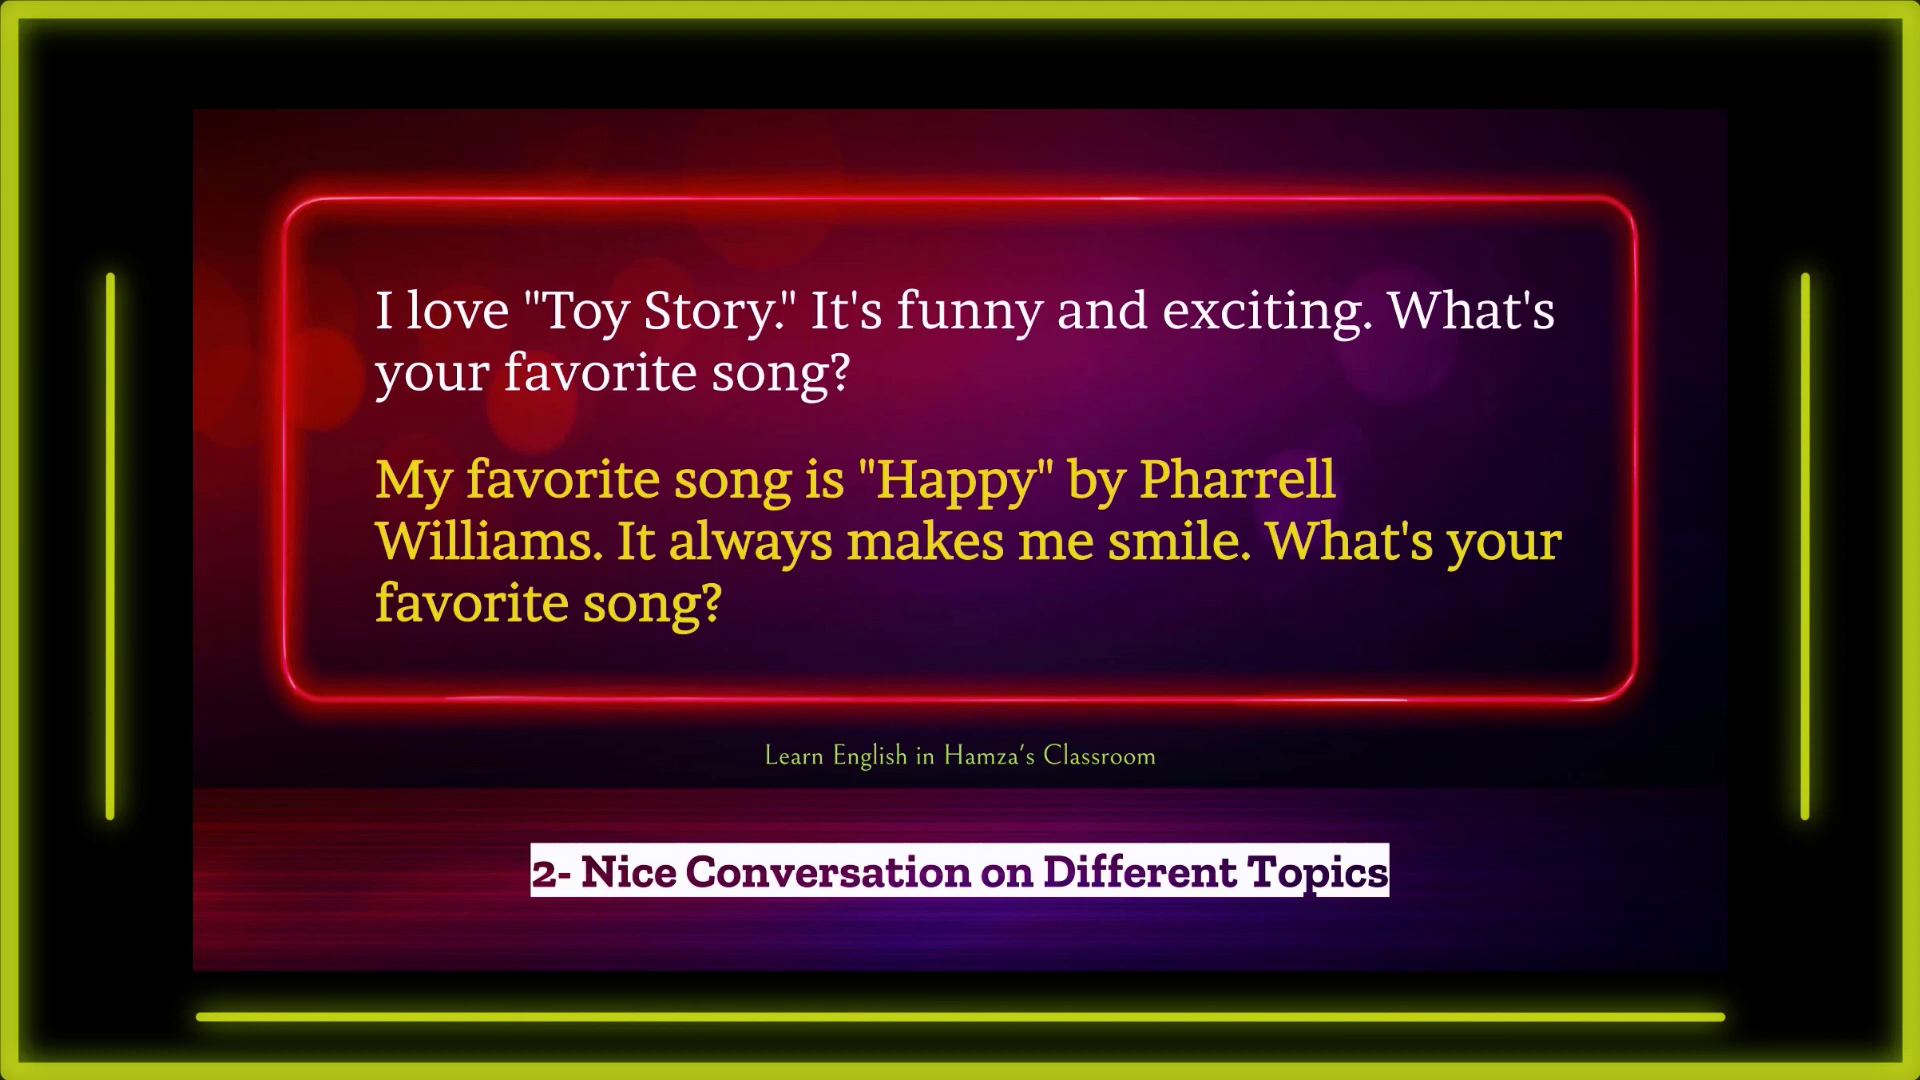 I love "Toy Story." It's funny and exciting. What's
your favorite song?
My favorite song is "Happy" by Pharrell
Williams. It always makes me smile. What's your
favorite song?
Learn English in Hamza's Classroom
2- Nice Conversation on Different Topics